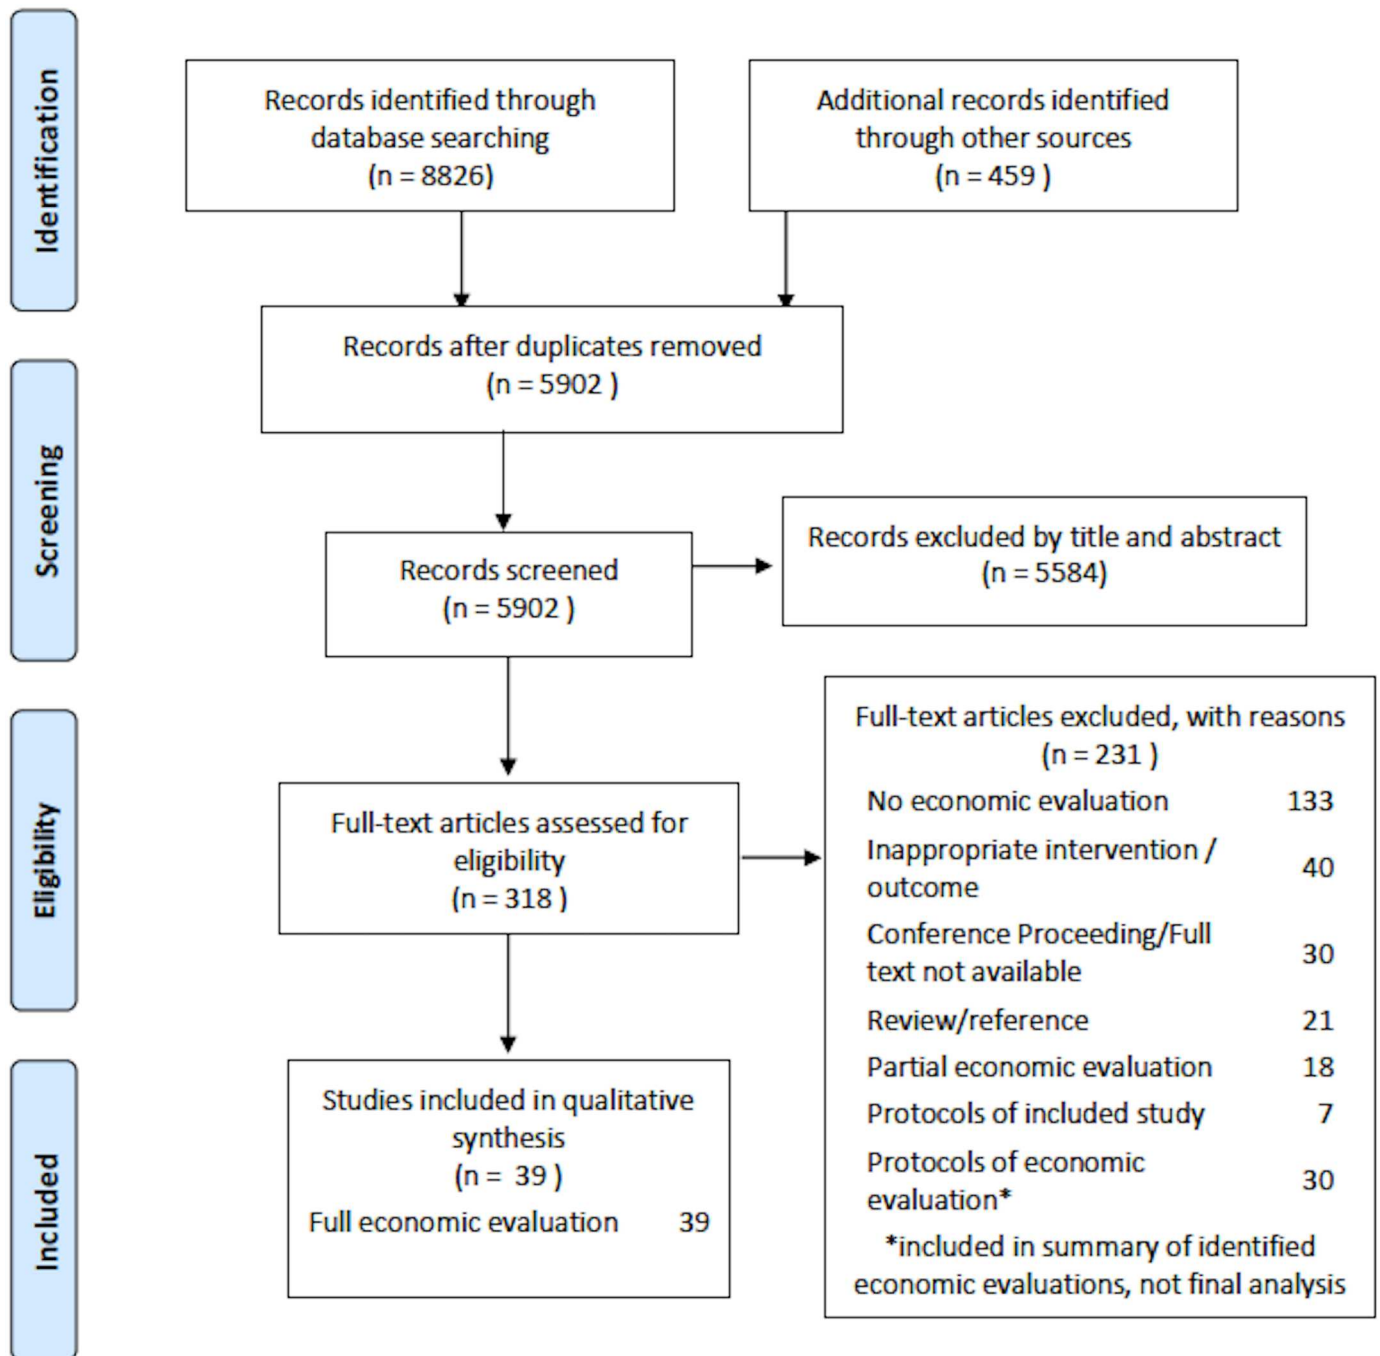 Identification
Records identified through
database searching
(n = 8826)
Additional records identified
through other sources
(n = 459 )
Records after duplicates removed
(n = 5902 )
Screening
Records screened
(n = 5902 )
Records excluded by title and abstract
(n = 5584)
Eligibility
Full-text articles assessed for
eligibility
(n = 318 )
Full-text articles excluded, with reasons
(n = 231 )
No economic evaluation 133
Inappropriate intervention /
outcome 40
Conference Proceeding/Full
text not available 30
Review/reference 21
Partial economic evaluation 18
Protocols of included study 7
Protocols of economic
evaluation* 30
*included in summary of identified
economic evaluations, not final analysis
Included
Studies included in qualitative
synthesis
(n = 39 )
Full economic evaluation 39